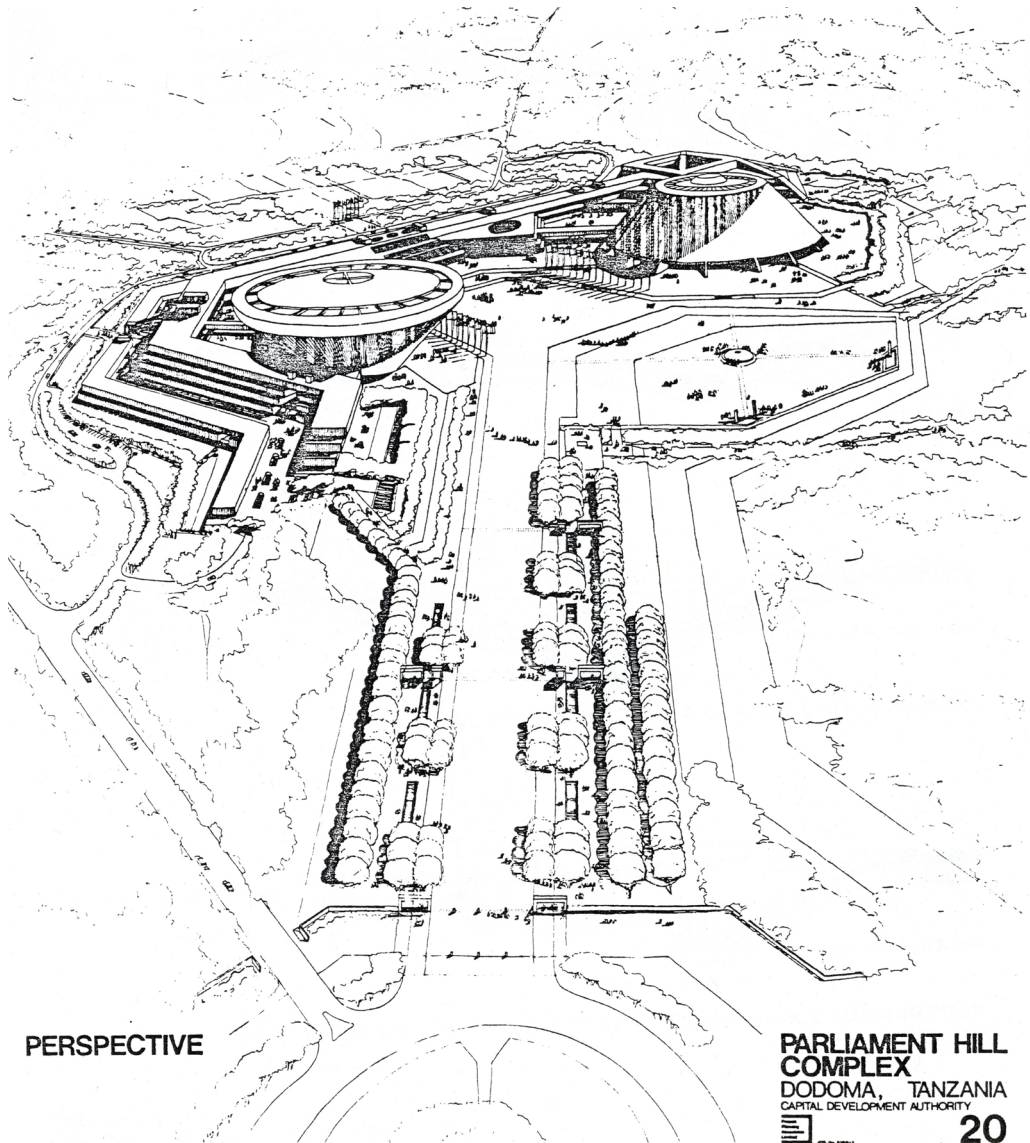 PERSPECTIVE
PARLIAMENT HILL
COMPLEX
DODOMA, TANZANIA
CAPITAL DEVELOPMENT AUTHORITY
20